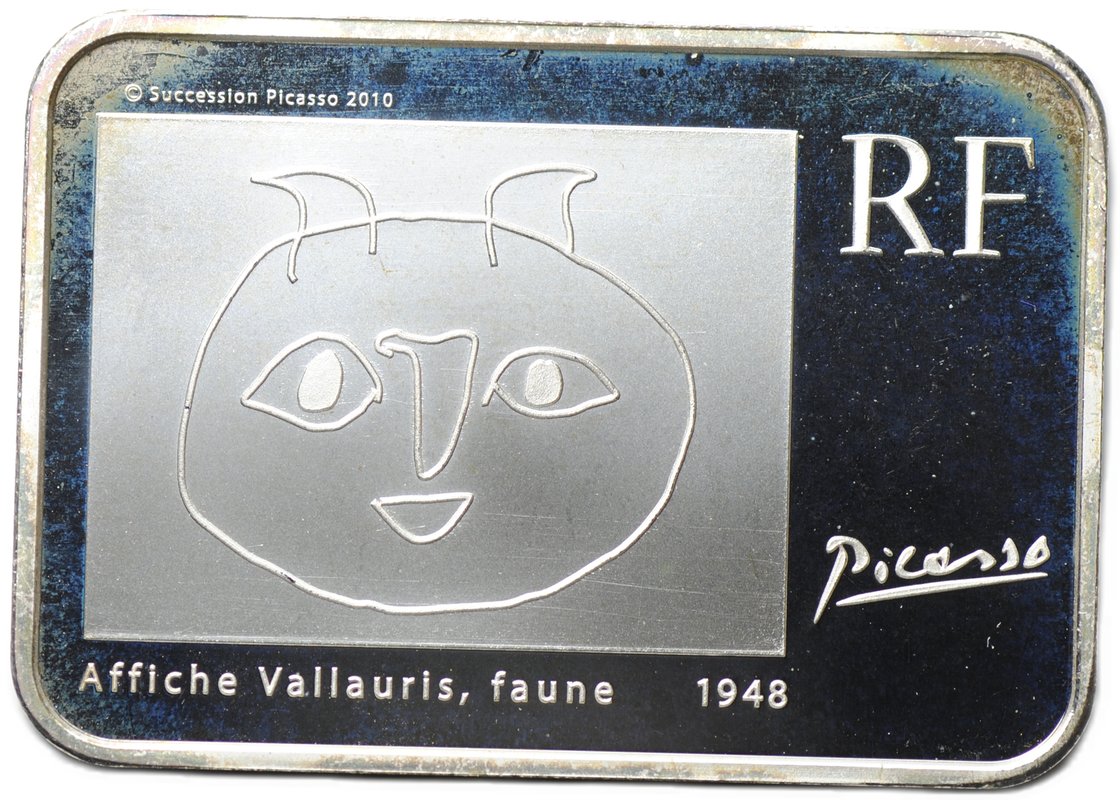 © Succession Picasso 2010
RF
Picasso
Affiche Vallauris, faune 1948